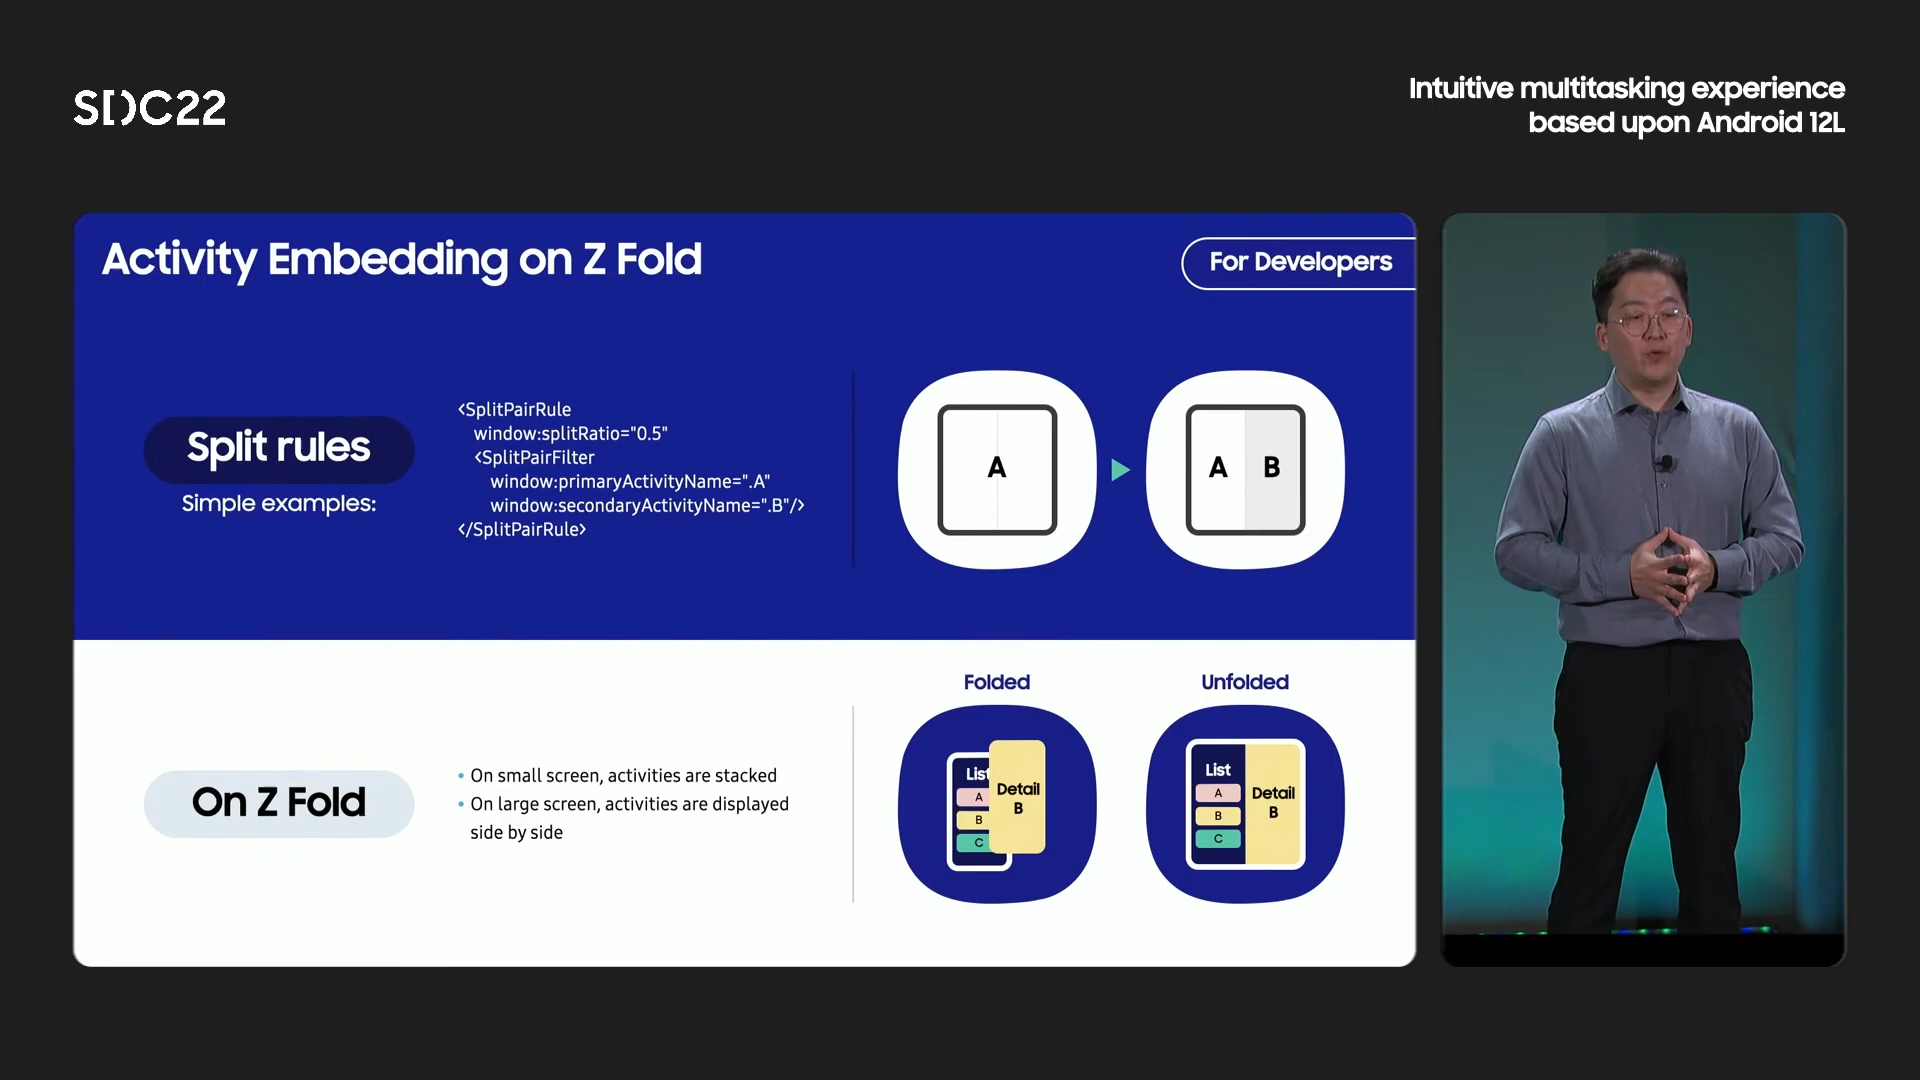 SDC22
Intuitive multitasking experience
based upon Android 12L
Activity Embedding on Z Fold
For Developers
Split rules
Simple examples:
<SplitPairRule
window:splitRatio="0.5"
<SplitPairFilter
window:primaryActivityName=".A"
window:secondaryActivityName=".B"/>
</SplitPairRule>
A
A B
On Z Fold
• On small screen, activities are stacked
• On large screen, activities are displayed
side by side
Folded
List
A
B
C
Detail
B
Unfolded
List
A
B
C
Detail
B